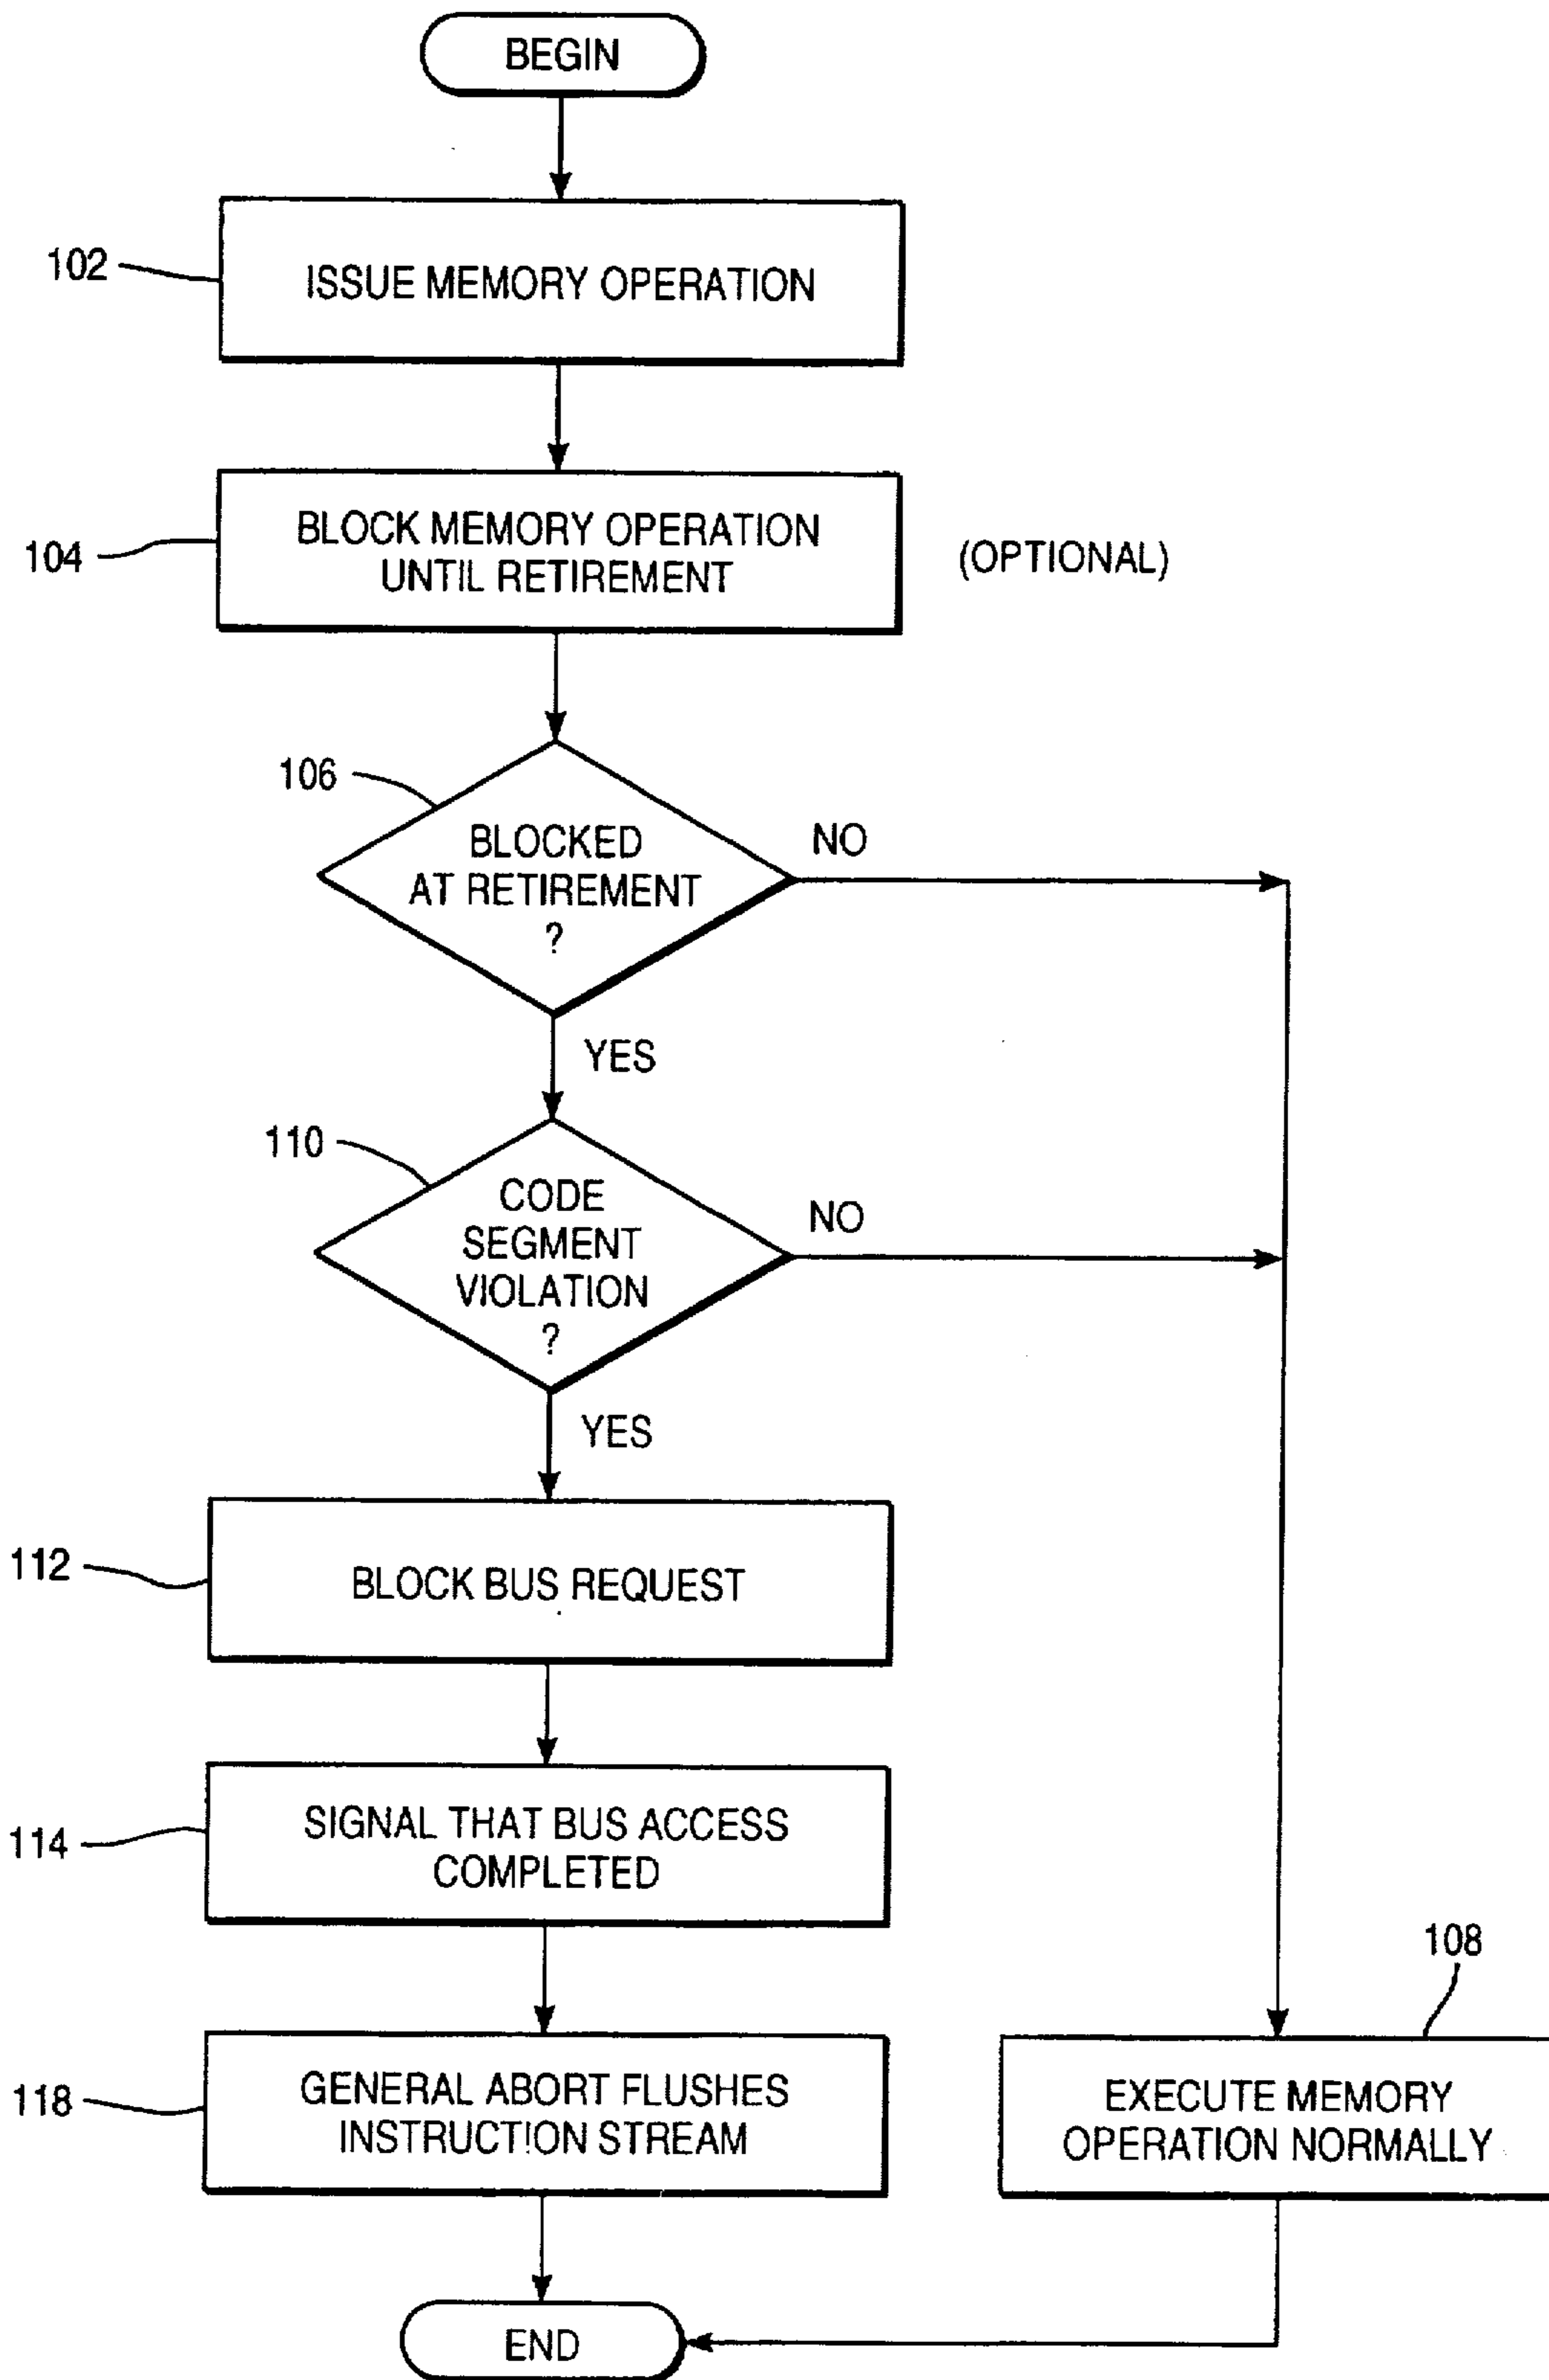 BEGIN
102
ISSUE MEMORY OPERATION
104
BLOCK MEMORY OPERATION
UNTIL RETIREMENT
(OPTIONAL)
106
BLOCKED
AT RETIREMENT
?
NO
YES
110
CODE
SEGMENT
VIOLATION
?
NO
YES
112
BLOCK BUS REQUEST
114
SIGNAL THAT BUS ACCESS
COMPLETED
108
118
GENERAL ABORT FLUSHES
INSTRUCTION STREAM
EXECUTE MEMORY
OPERATION NORMALLY
END